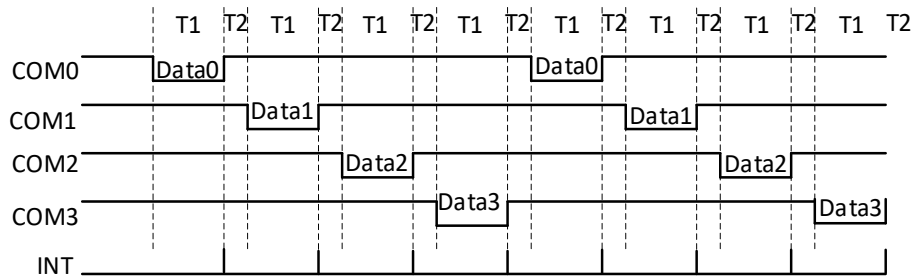 T1 T2 T1 T2 T1 T2 T1 T2 T1 T2 T1 T2 T1 T2 T1 T2
COM0 Data0 Data0
COM1 Data1 Data1
COM2 Data2 Data2
COM3 Data3 Data3
INT